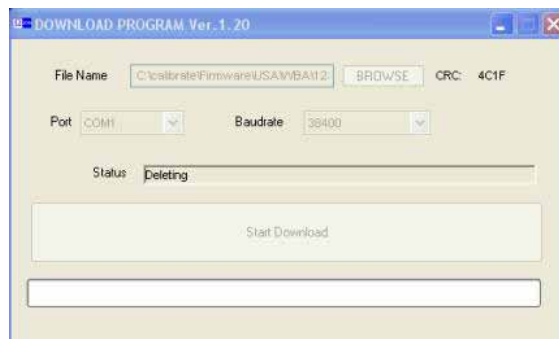 DOWNLOAD PROGRAM Ver.1.20
File Name C:\calibrate\Firmware\USA\VBA\12 BROWSE CRC: 4C1F
Port COM1 Baudrate 38400
Status Deleting
Start Download